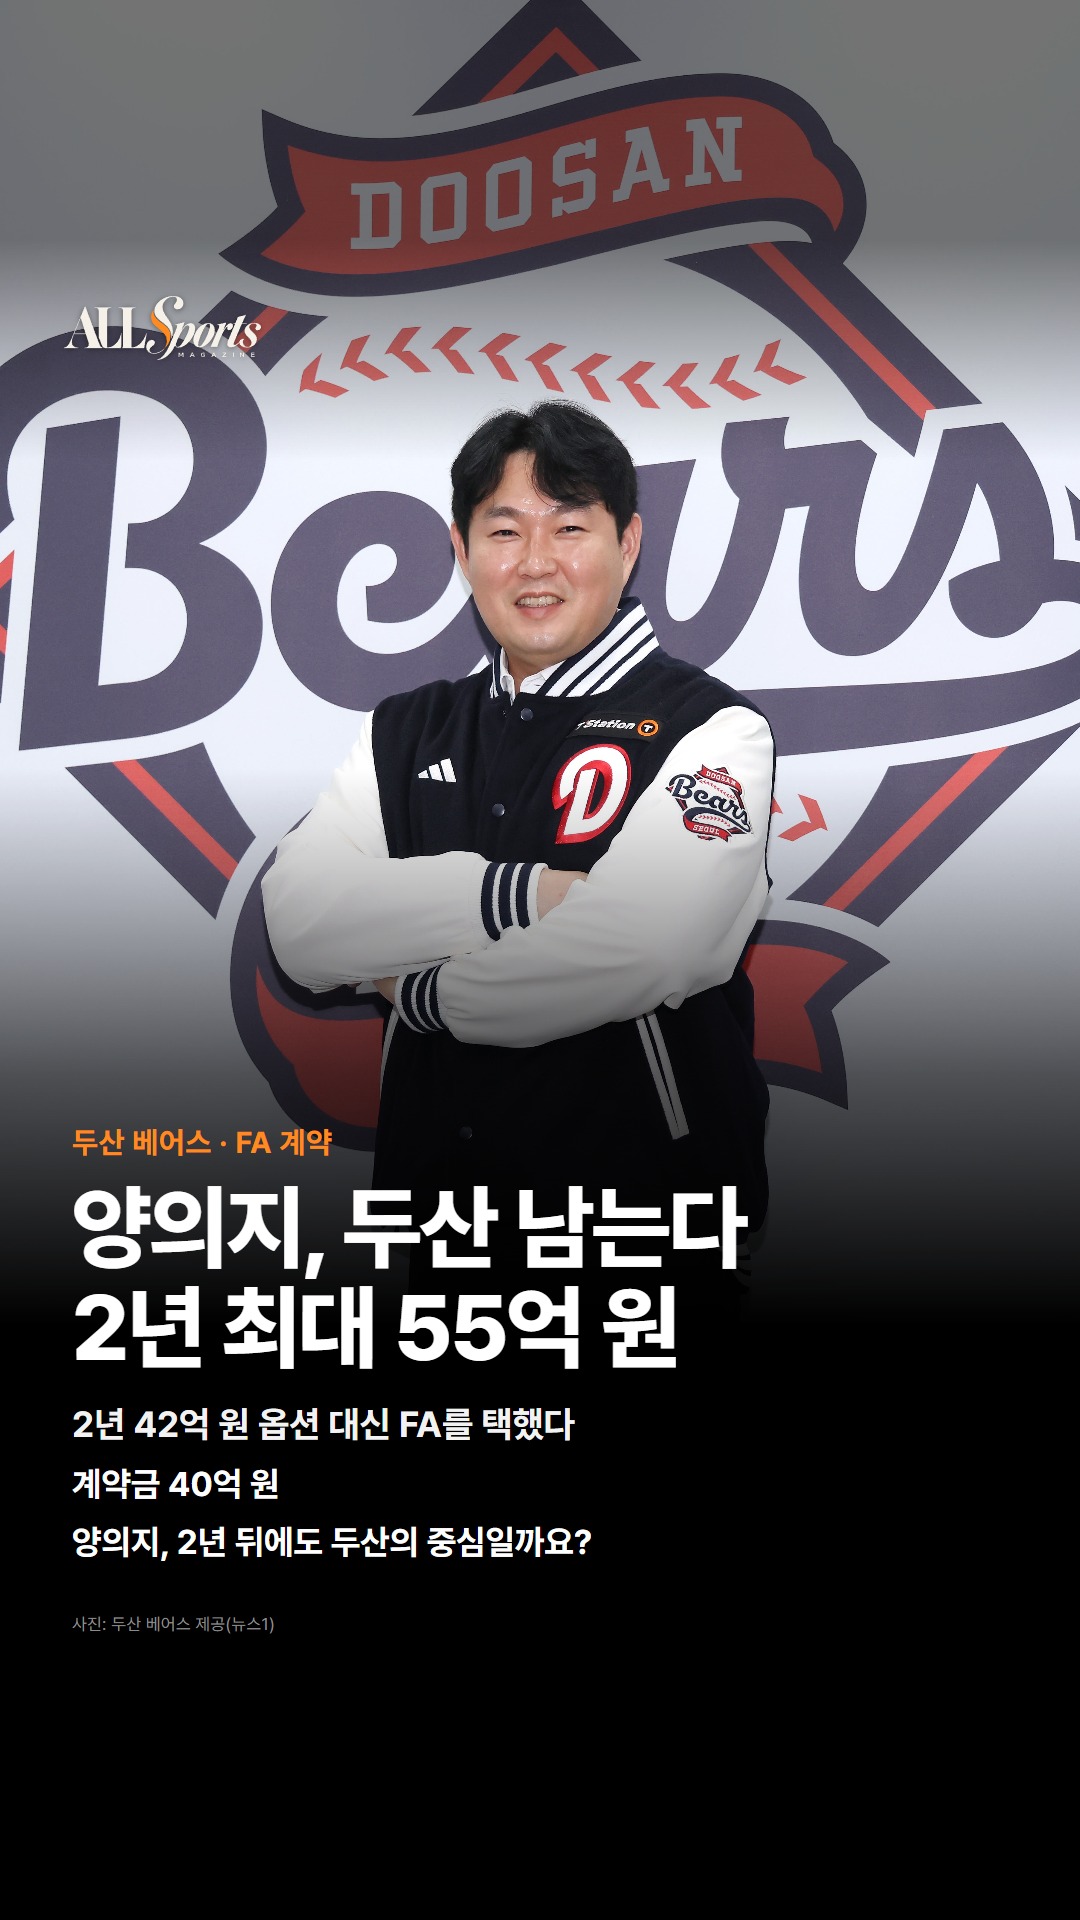 DOOSAN
ALL Sports
MAGAZINE
Bears
TStation T
D
DOOSAN
Bears
SEOUL
두산 베어스 · FA 계약
양의지, 두산 남는다
2년 최대 55억 원
2년 42억 원 옵션 대신 FA를 택했다
계약금 40억 원
양의지, 2년 뒤에도 두산의 중심일까요?
사진: 두산 베어스 제공(뉴스1)